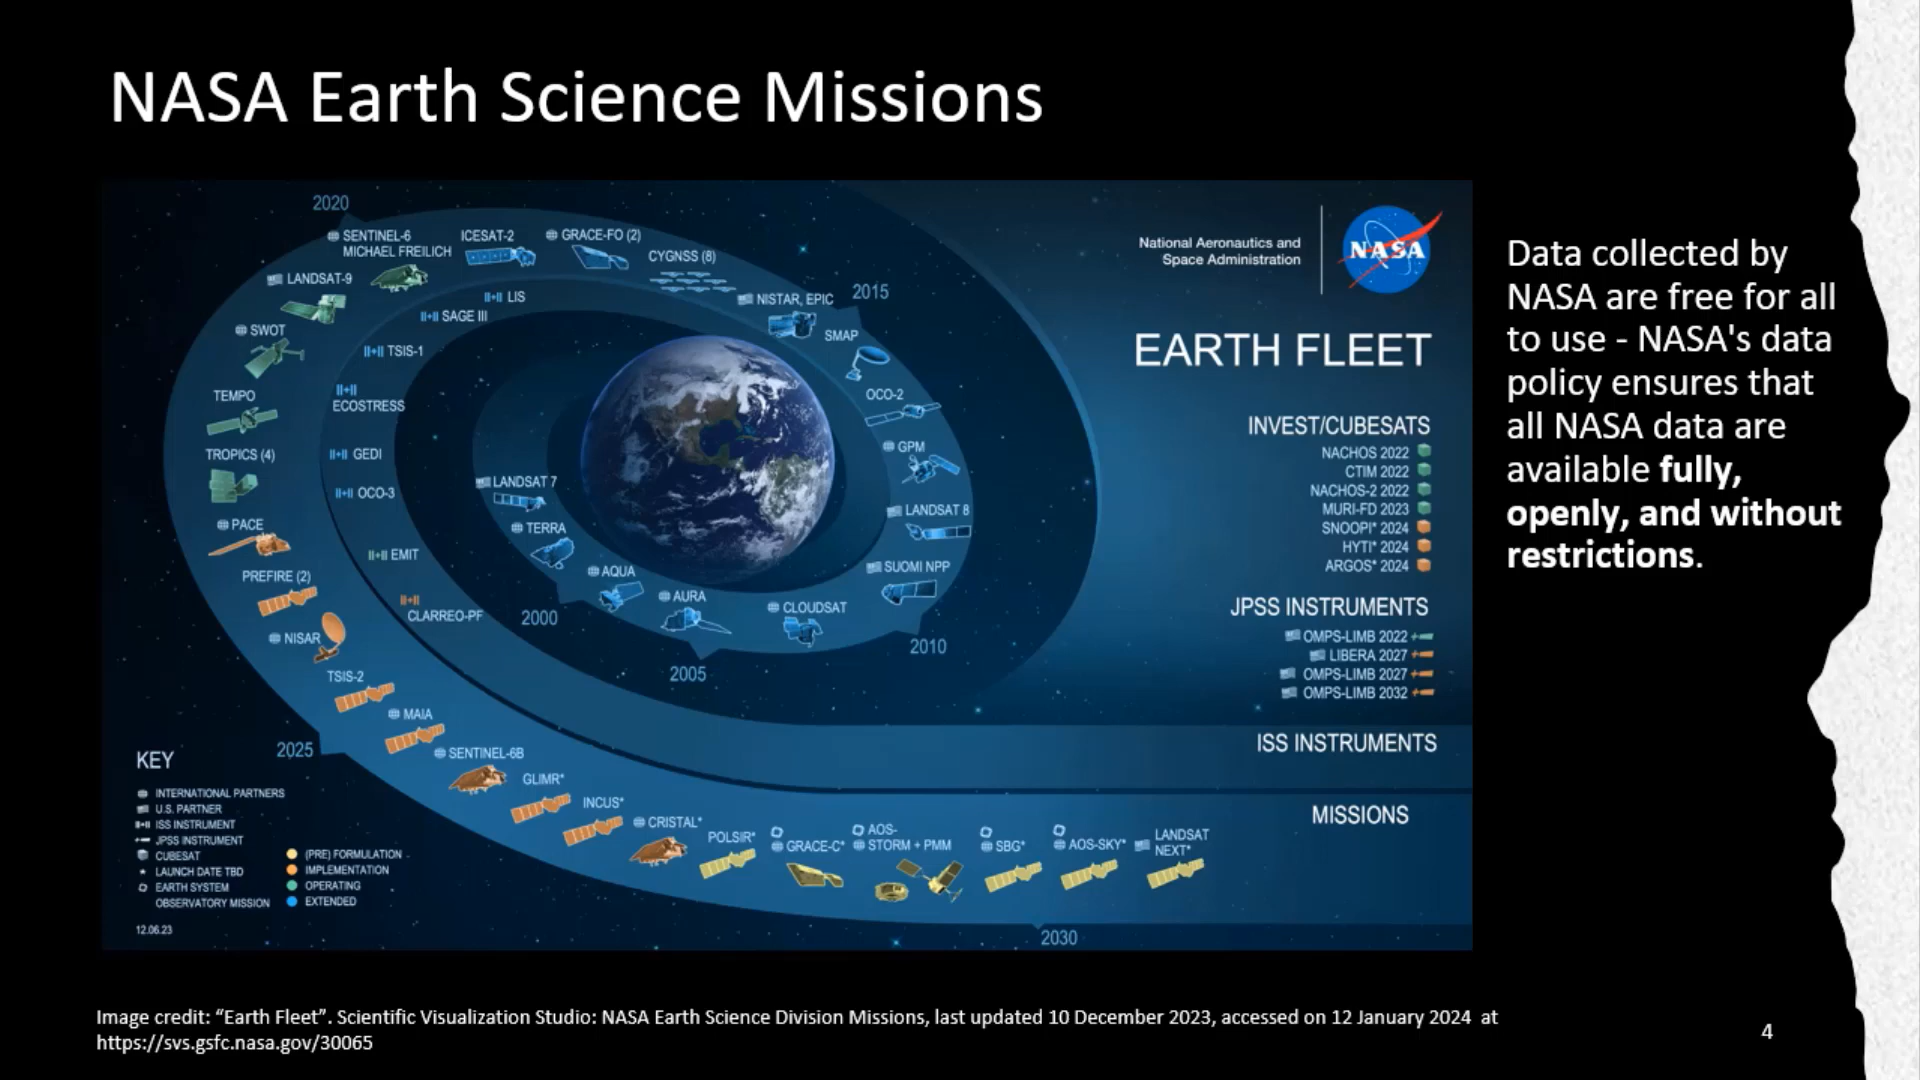 NASA Earth Science Missions
2020
SENTINEL-6
MICHAEL FREILICH
ICESAT-2
GRACE-FO (2)
CYGNSS (8)
LANDSAT-9
LIS
NISTAR, EPIC
2015
SAGE III
SWOT
TSIS-1
SMAP
TEMPO
ECOSTRESS
OCO-2
TROPICS (4)
GEDI
GPM
OCO-3
LANDSAT 7
LANDSAT 8
PACE
TERRA
EMIT
SUOMI NPP
PREFIRE (2)
AQUA
AURA
CLOUDSAT
CLARREO-PF
2000
NISAR
2010
2005
TSIS-2
MAIA
2025
SENTINEL-6B
GLIMR*
INCUS*
CRISTAL*
POLSIR*
GRACE-C*
AOS-
STORM + PMM
SBG*
AOS-SKY*
LANDSAT
NEXT*
2030
National Aeronautics and
Space Administration
NASA
EARTH FLEET
INVEST/CUBESATS
NACHOS 2022
CTIM 2022
NACHOS-2 2022
MURI-FD 2023
SNOOPI* 2024
HYTI* 2024
ARGOS* 2024
JPSS INSTRUMENTS
OMPS-LIMB 2022
LIBERA 2027
OMPS-LIMB 2027
OMPS-LIMB 2032
ISS INSTRUMENTS
MISSIONS
KEY
INTERNATIONAL PARTNERS
U.S. PARTNER
ISS INSTRUMENT
JPSS INSTRUMENT
CUBESAT
* LAUNCH DATE TBD
EARTH SYSTEM
OBSERVATORY MISSION
(PRE) FORMULATION
IMPLEMENTATION
OPERATING
EXTENDED
12.06.23
Data collected by
NASA are free for all
to use - NASA's data
policy ensures that
all NASA data are
available fully,
openly, and without
restrictions.
Image credit: “Earth Fleet”. Scientific Visualization Studio: NASA Earth Science Division Missions, last updated 10 December 2023, accessed on 12 January 2024 at
https://svs.gsfc.nasa.gov/30065
4